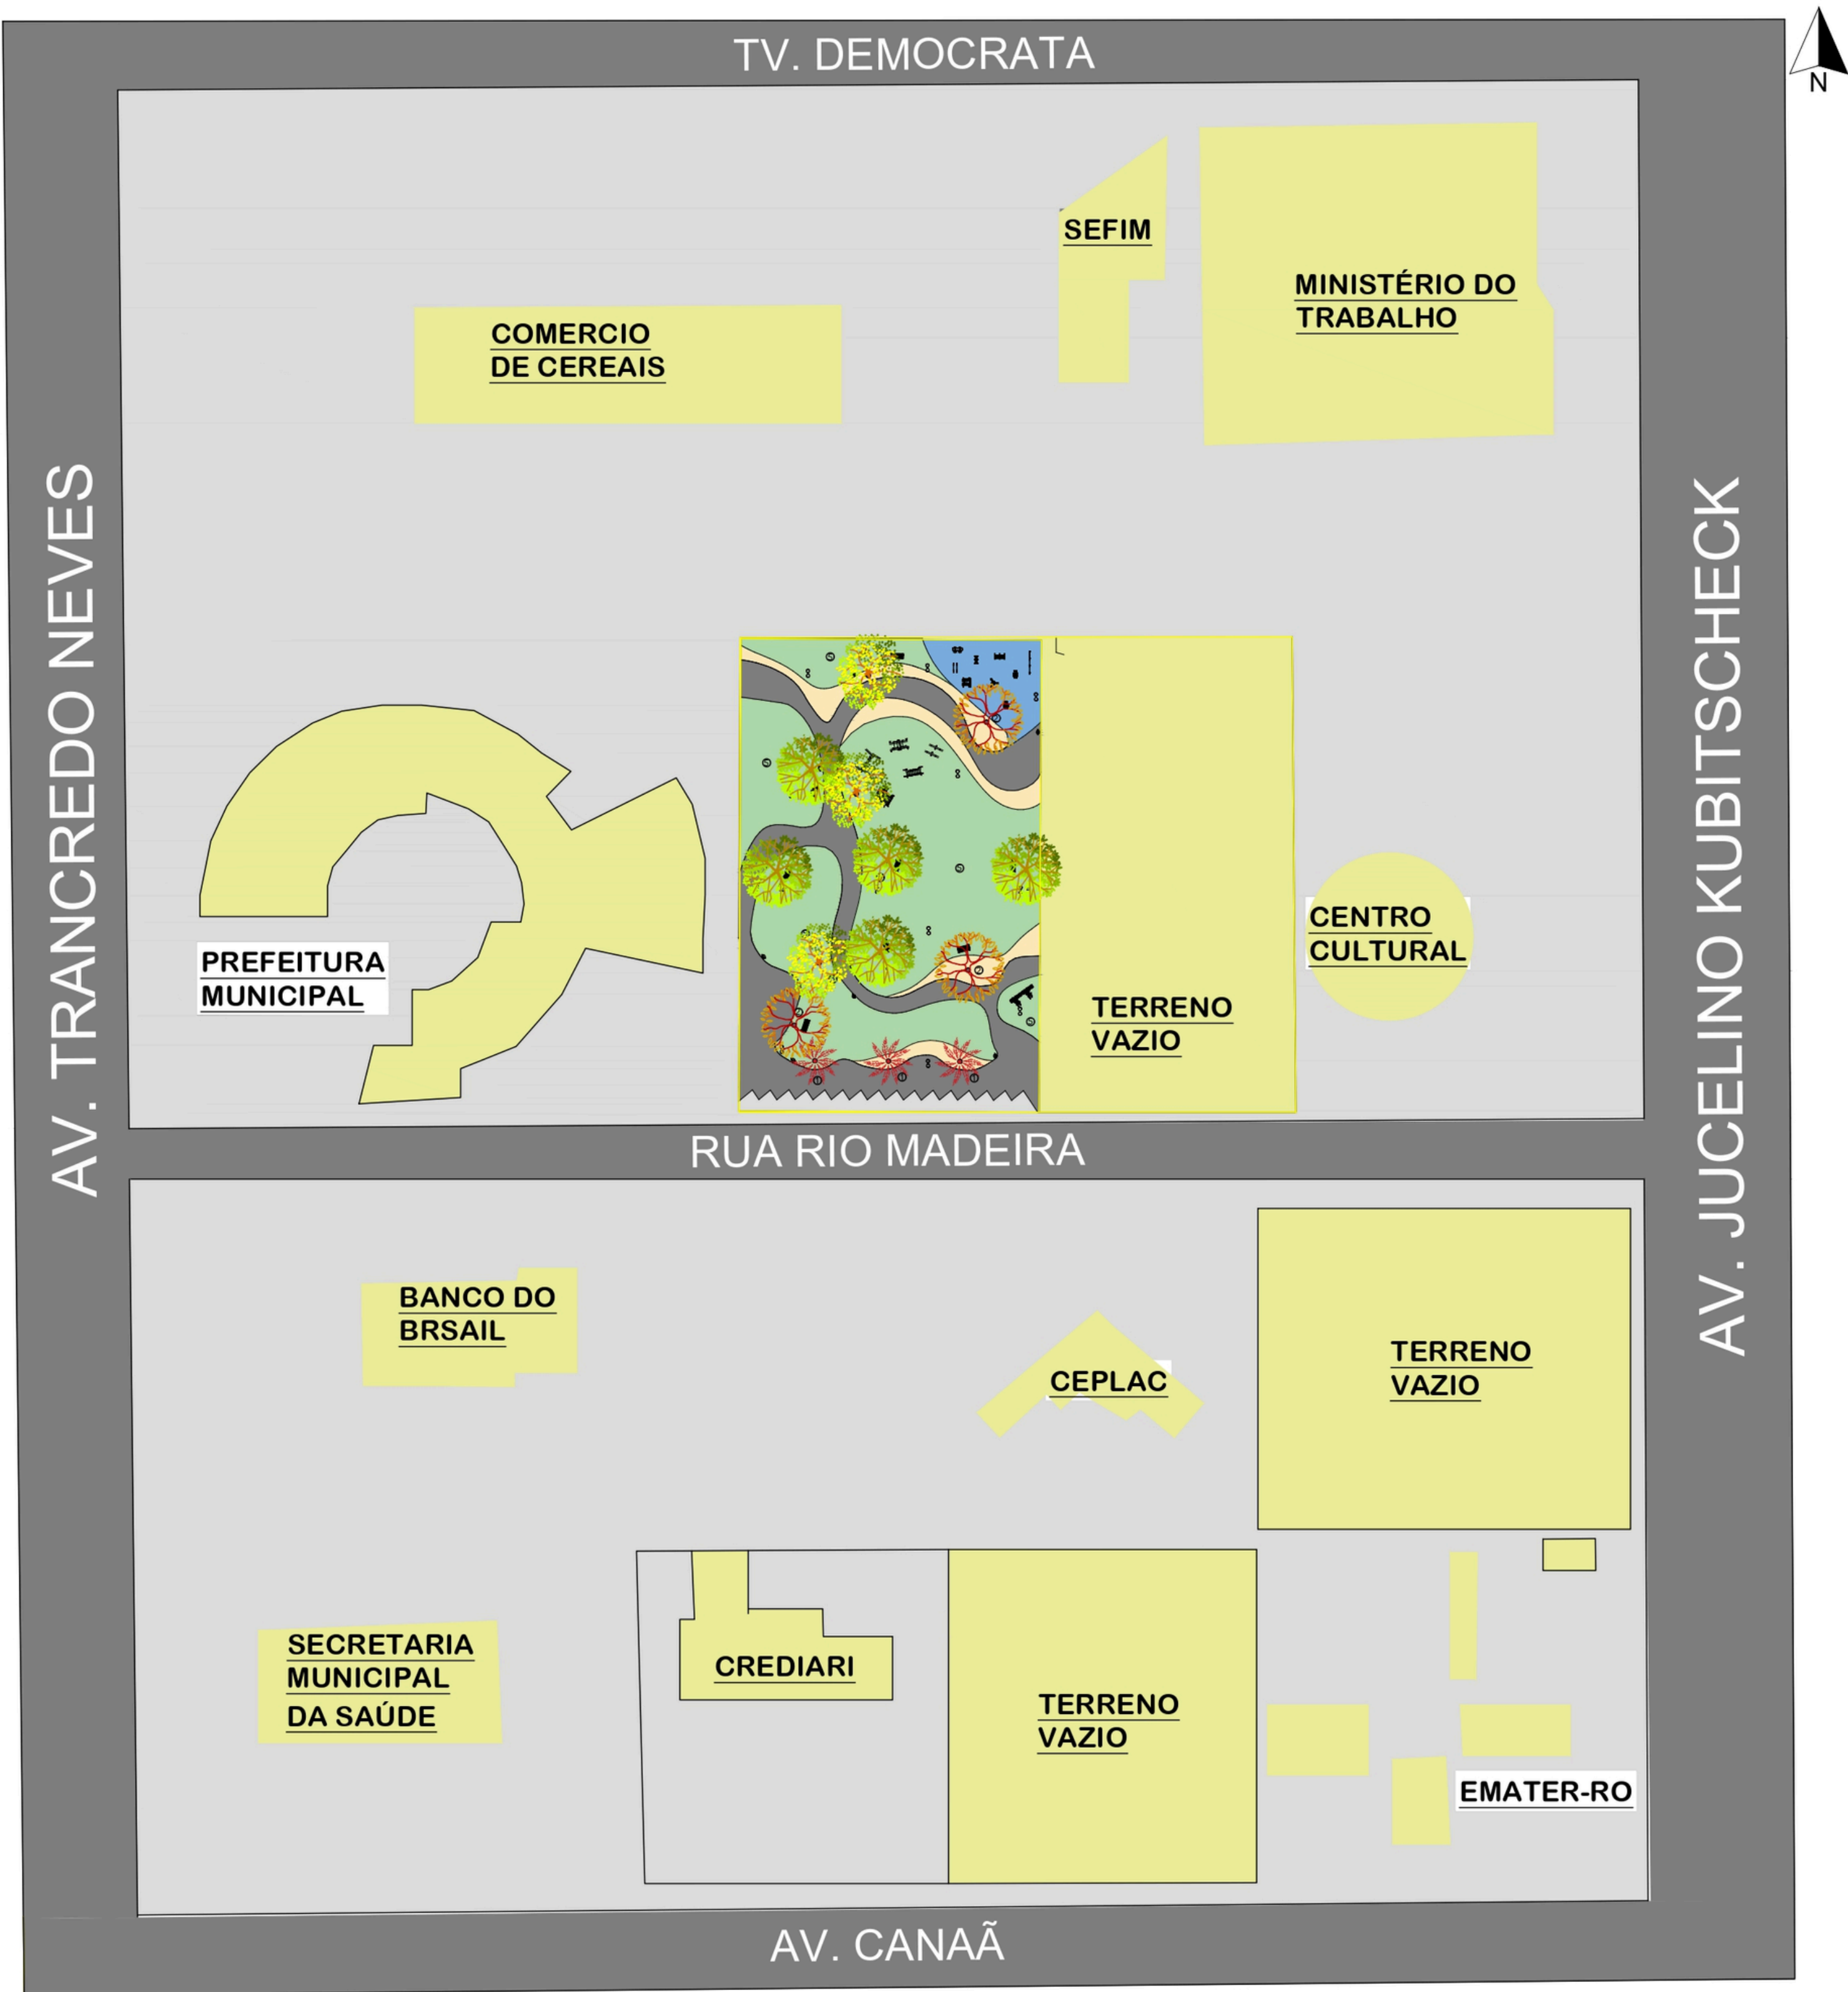 TV. DEMOCRATA
N
SEFIM
MINISTÉRIO DO
TRABALHO
COMERCIO
DE CEREAIS
AV. TRANCREDO NEVES
AV. JUCELINO KUBITSCHECK
CENTRO
CULTURAL
PREFEITURA
MUNICIPAL
TERRENO
VAZIO
RUA RIO MADEIRA
BANCO DO
BRSAIL
CEPLAC
TERRENO
VAZIO
SECRETARIA
MUNICIPAL
DA SAÚDE
CREDIARI
TERRENO
VAZIO
EMATER-RO
AV. CANAÃ